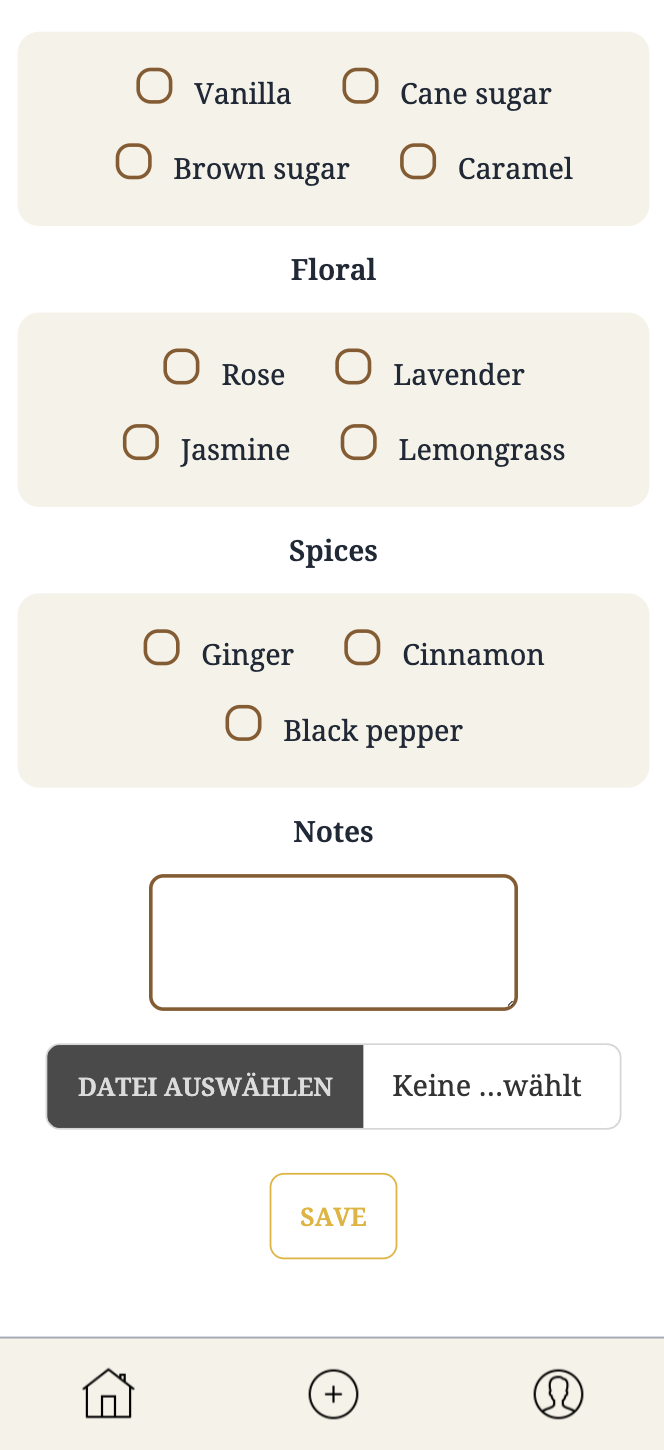 Vanilla Cane sugar
Brown sugar Caramel
Floral
Rose Lavender
Jasmine Lemongrass
Spices
Ginger Cinnamon
Black pepper
Notes
DATEI AUSWÄHLEN Keine ...wählt
SAVE